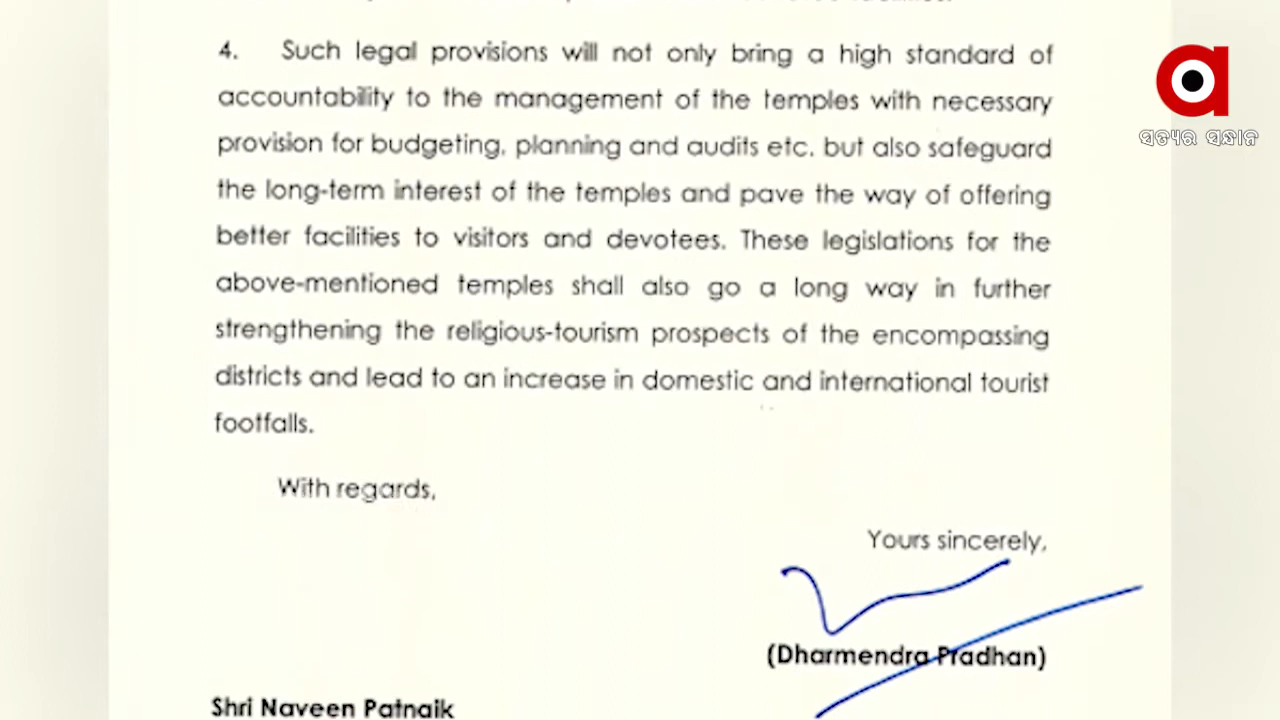 4. Such legal provisions will not only bring a high standard of
accountability to the management of the temples with necessary
provision for budgeting, planning and audits etc. but also safeguard
the long-term interest of the temples and pave the way of offering
better facilities to visitors and devotees. These legislations for the
above-mentioned temples shall also go a long way in further
strengthening the religious-tourism prospects of the encompassing
districts and lead to an increase in domestic and international tourist
footfalls.
With regards,
Yours sincerely,
(Dharmendra Pradhan)
Shri Naveen Patnaik
ସତ୍ୟର ସନ୍ଧାନ